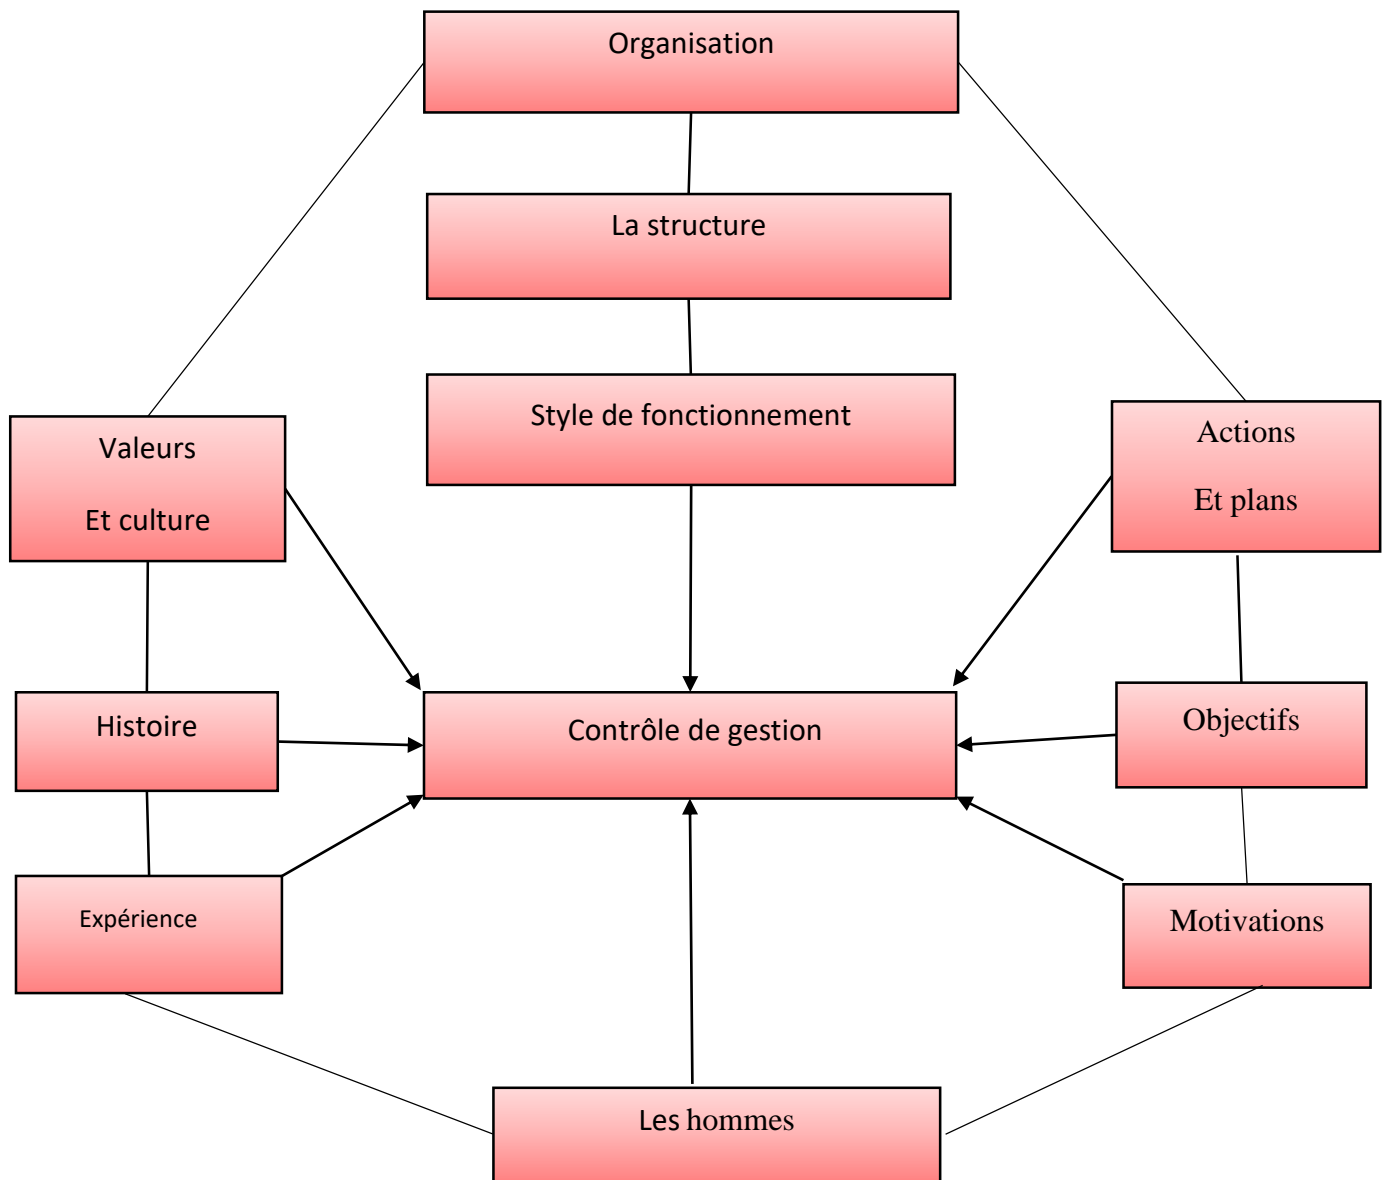 Organisation
La structure
Style de fonctionnement
Valeurs
Et culture
Actions
Et plans
Histoire
Contrôle de gestion
Objectifs
Expérience
Motivations
Les hommes